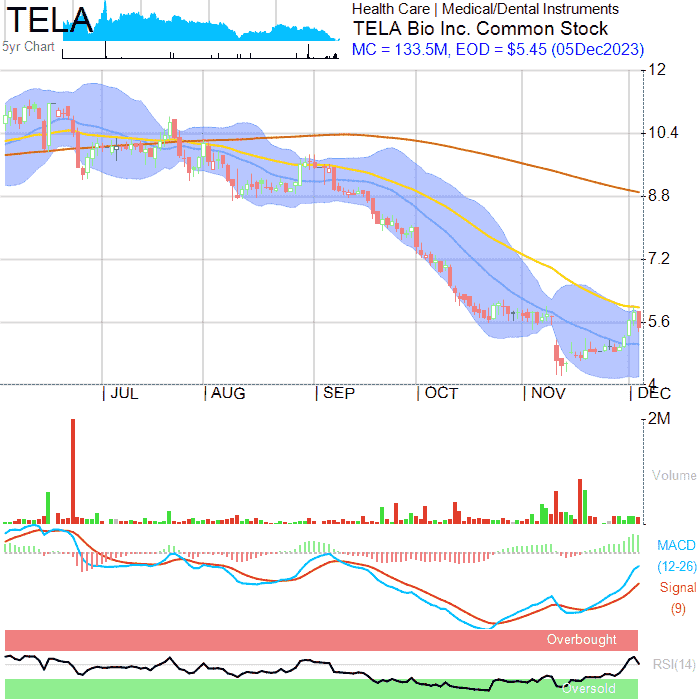 TELA
5yr Chart
Health Care | Medical/Dental Instruments
TELA Bio Inc. Common Stock
MC = 133.5M, EOD = $5.45 (05Dec2023)
12
10.4
8.8
7.2
5.6
4
JUL
AUG
SEP
OCT
NOV
DEC
2M
Volume
MACD
(12-26)
Signal
(9)
Overbought
RSI(14)
Oversold